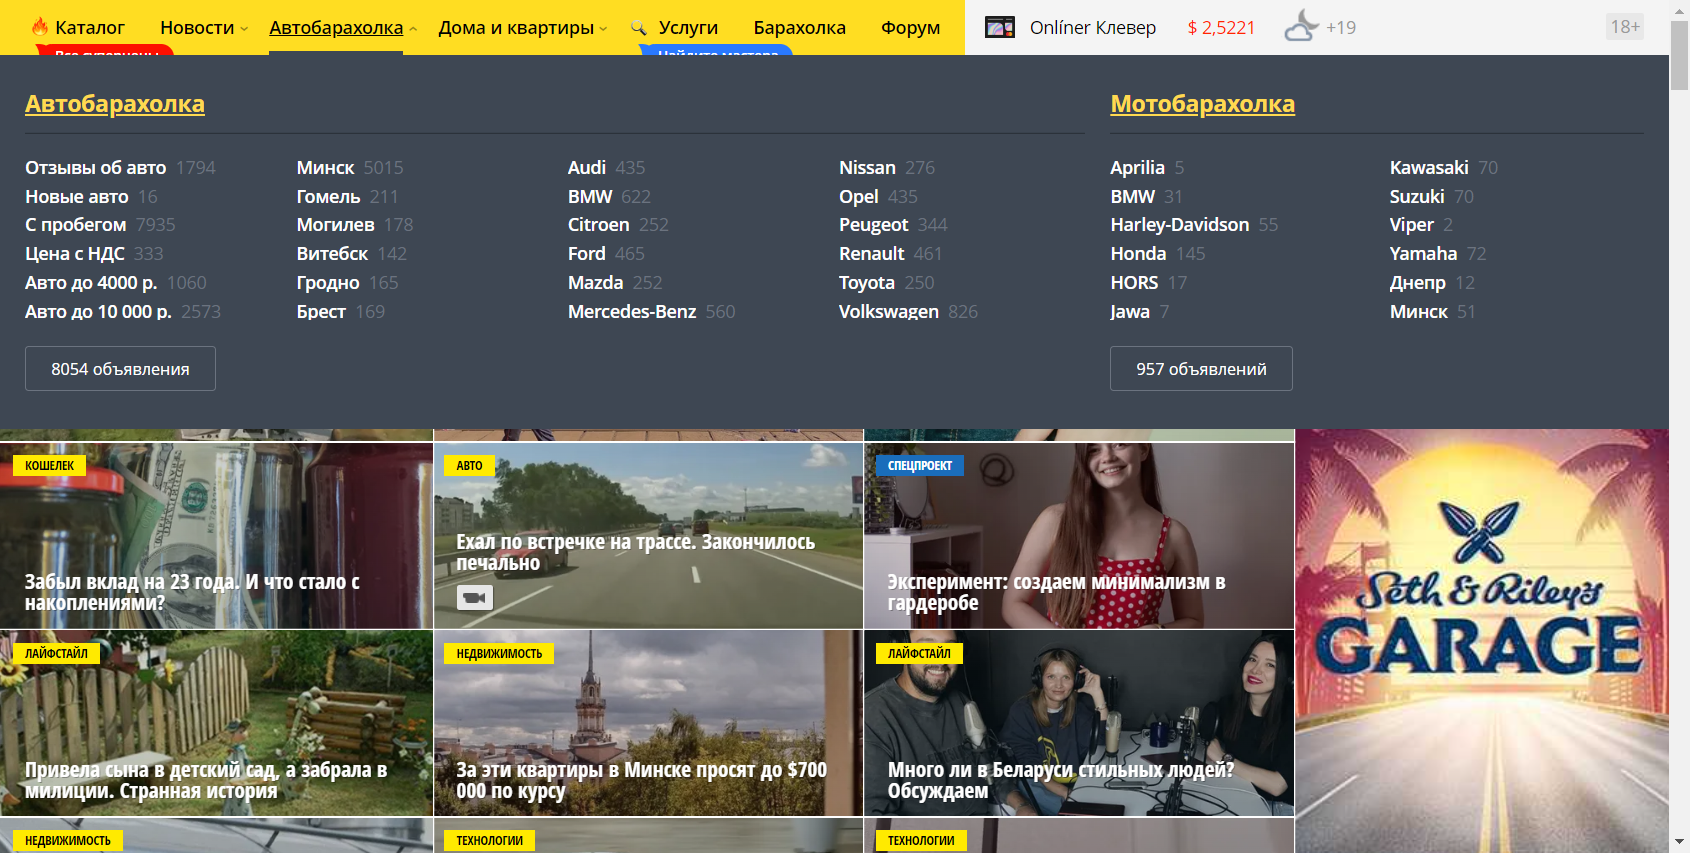 Каталог
Новости
Автобарахолка
Дома и квартиры
Услуги
Барахолка
Форум
Onlíner Клевер
$ 2,5221
+19
18+
Все суперцены
Найдите мастера
Автобарахолка
Отзывы об авто 1794
Новые авто 16
С пробегом 7935
Цена с НДС 333
Авто до 4000 р. 1060
Авто до 10 000 р. 2573
Минск 5015
Гомель 211
Могилев 178
Витебск 142
Гродно 165
Брест 169
Audi 435
BMW 622
Citroen 252
Ford 465
Mazda 252
Mercedes-Benz 560
Nissan 276
Opel 435
Peugeot 344
Renault 461
Toyota 250
Volkswagen 826
8054 объявления
Мотобарахолка
Aprilia 5
BMW 31
Harley-Davidson 55
Honda 145
HORS 17
Jawa 7
Kawasaki 70
Suzuki 70
Viper 2
Yamaha 72
Днепр 12
Минск 51
957 объявлений
КОШЕЛЕК
Забыл вклад на 23 года. И что стало с
накоплениями?
АВТО
Ехал по встречке на трассе. Закончилось
печально
СПЕЦПРОЕКТ
Эксперимент: создаем минимализм в
гардеробе
ЛАЙФСТАЙЛ
Привела сына в детский сад, а забрала в
милиции. Странная история
НЕДВИЖИМОСТЬ
За эти квартиры в Минске просят до $700
000 по курсу
ЛАЙФСТАЙЛ
Много ли в Беларуси стильных людей?
Обсуждаем
НЕДВИЖИМОСТЬ
ТЕХНОЛОГИИ
ТЕХНОЛОГИИ
Seth & Riley's
GARAGE